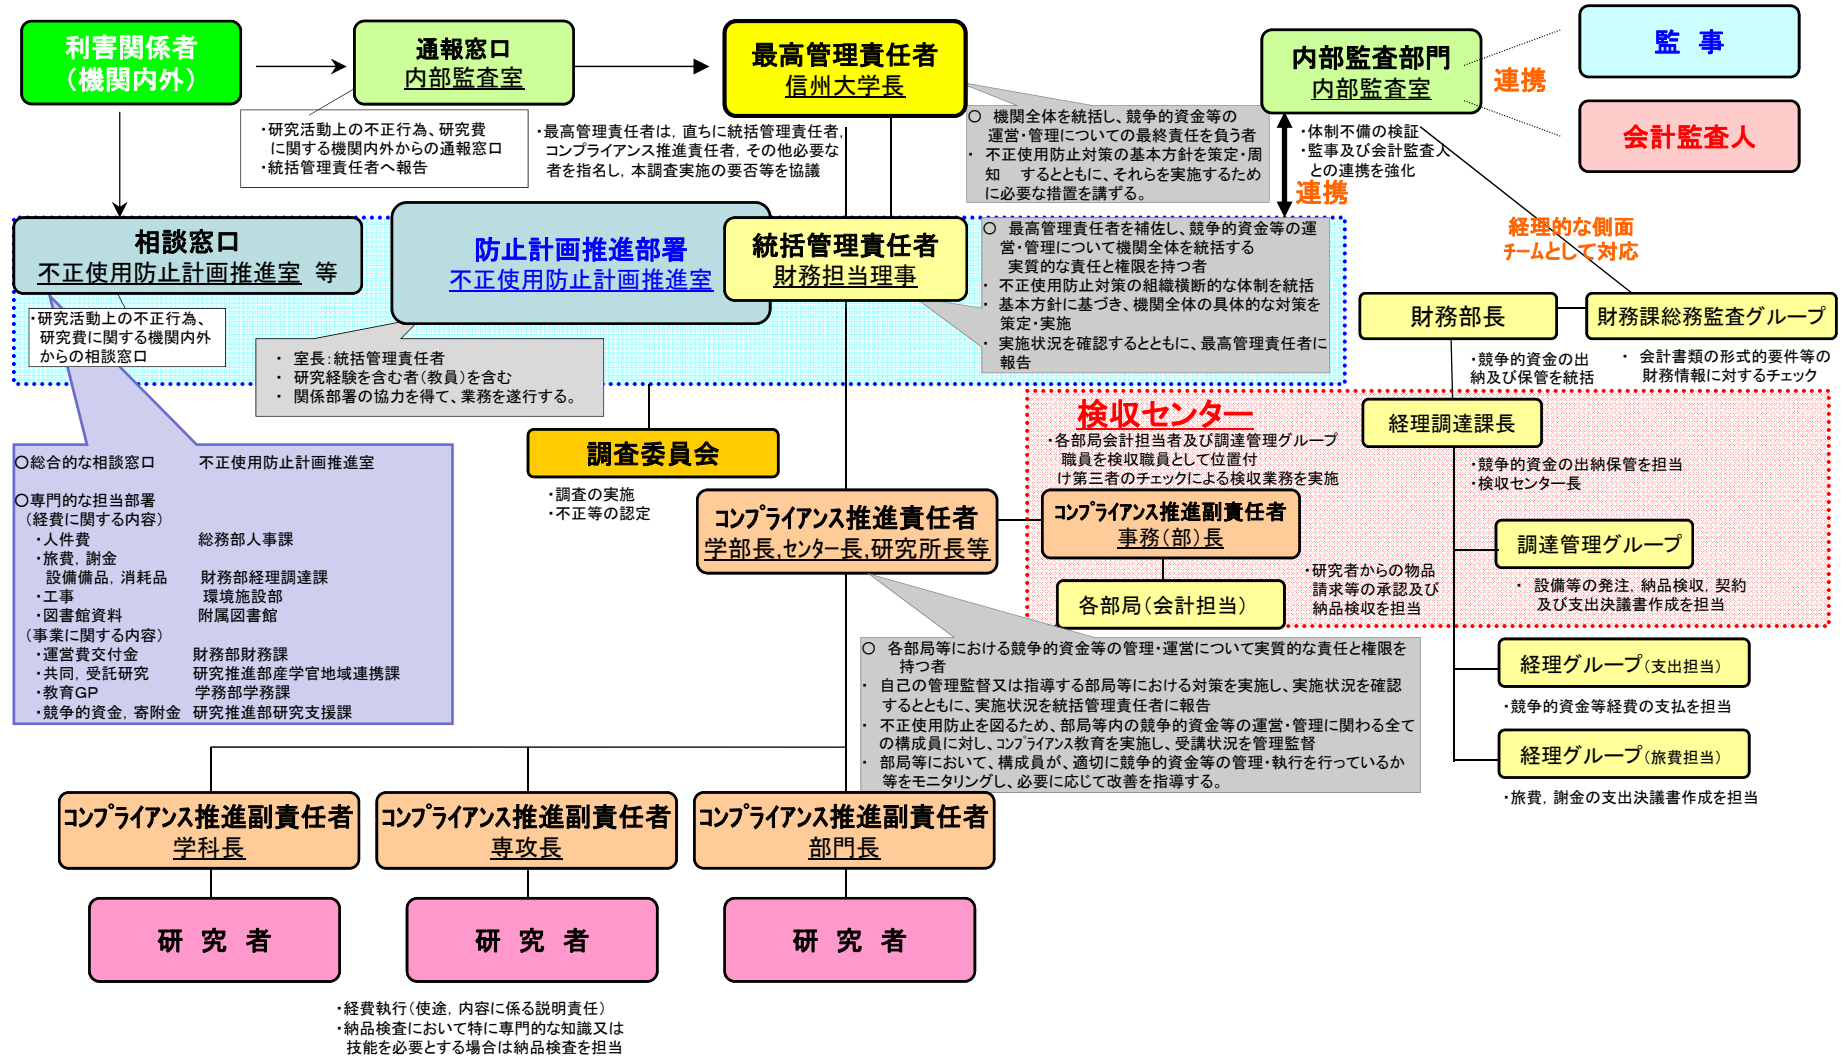 利害関係者
（機関内外）
通報窓口
内部監査室
・研究活動上の不正行為、研究費
に関する機関内外からの通報窓口
・統括管理責任者へ報告
最高管理責任者
信州大学長
・最高管理責任者は，直ちに統括管理責任者，
コンプライアンス推進責任者，その他必要な
者を指名し，本調査実施の要否等を協議
〇　機関全体を統括し、競争的資金等の
運営・管理についての最終責任を負う者
・　不正使用防止対策の基本方針を策定・周
知　するとともに、それらを実施するため
に必要な措置を講ずる。
内部監査部門
内部監査室
連携
監　事
会計監査人
・体制不備の検証
・監事及び会計監査人
との連携を強化
連携
経理的な側面
チームとして対応
相談窓口
不正使用防止計画推進室　等
・研究活動上の不正行為、
研究費に関する機関内外
からの相談窓口
防止計画推進部署
不正使用防止計画推進室
・　室長：統括管理責任者
・　研究経験を含む者（教員）を含む
・　関係部署の協力を得て、業務を遂行する。
統括管理責任者
財務担当理事
〇　最高管理責任者を補佐し、競争的資金等の運
営・管理について機関全体を統括する
実質的な責任と権限を持つ者
・　不正使用防止対策の組織横断的な体制を統括
・　基本方針に基づき、機関全体の具体的な対策を
策定・実施
・　実施状況を確認するとともに、最高管理責任者に
報告
財務部長
・競争的資金の出
納及び保管を統括
財務課総務監査グループ
・　会計書類の形式的要件等の
財務情報に対するチェック
〇総合的な相談窓口　　　不正使用防止計画推進室
〇専門的な担当部署
（経費に関する内容）
・人件費　　　総務部人事課
・旅費，謝金
設備備品，消耗品　　財務部経理調達課
・工事　　　環境施設部
・図書館資料　　　附属図書館
（事業に関する内容）
・運営費交付金　　　財務部財務課
・共同，受託研究　　　研究推進部産学官地域連携課
・教育GP　　　学務部学務課
・競争的資金，寄附金　研究推進部研究支援課
調査委員会
・調査の実施
・不正等の認定
検収センター
・各部局会計担当者及び調達管理グループ
職員を検収職員として位置付
け第三者のチェックによる検収業務を実施
経理調達課長
・競争的資金の出納保管を担当
・検収センター長
コンプライアンス推進責任者
学部長，センター長，研究所長等
コンプライアンス推進副責任者
事務（部）長
各部局（会計担当）
・研究者からの物品
請求等の承認及び
納品検収を担当
調達管理グループ
・　設備等の発注，納品検収，契約
及び支出決議書作成を担当
〇　各部局等における競争的資金等の管理・運営について実質的な責任と権限を
持つ者
・　自己の管理監督又は指導する部局等における対策を実施し、実施状況を確認
するとともに、実施状況を統括管理責任者に報告
・　不正使用防止を図るため、部局等内の競争的資金等の運営・管理に関わる全て
の構成員に対し、コンプライアンス教育を実施し、受講状況を管理監督
・　部局等において、構成員が、適切に競争的資金等の管理・執行を行っているか
等をモニタリングし、必要に応じて改善を指導する。
経理グループ（支出担当）
・競争的資金等経費の支払を担当
経理グループ（旅費担当）
・旅費，謝金の支出決議書作成を担当
コンプライアンス推進副責任者
学科長
コンプライアンス推進副責任者
専攻長
コンプライアンス推進副責任者
部門長
研　究　者
研　究　者
研　究　者
・経費執行（使途，内容に係る説明責任）
・納品検査において特に専門的な知識又は
技能を必要とする場合は納品検査を担当